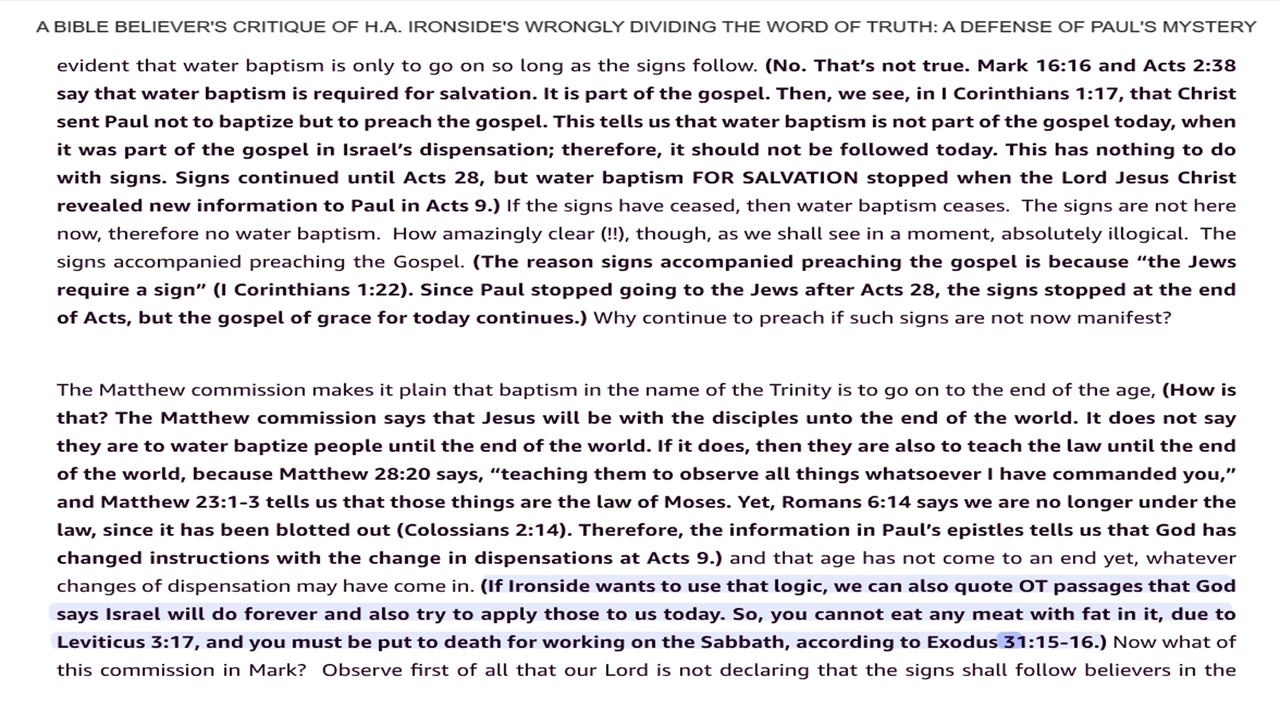 A BIBLE BELIEVER'S CRITIQUE OF H.A. IRONSIDE'S WRONGLY DIVIDING THE WORD OF TRUTH: A DEFENSE OF PAUL'S MYSTERY
evident that water baptism is only to go on so long as the signs follow. (No. That’s not true. Mark 16:16 and Acts 2:38
say that water baptism is required for salvation. It is part of the gospel. Then, we see, in I Corinthians 1:17, that Christ
sent Paul not to baptize but to preach the gospel. This tells us that water baptism is not part of the gospel today, when
it was part of the gospel in Israel’s dispensation; therefore, it should not be followed today. This has nothing to do
with signs. Signs continued until Acts 28, but water baptism FOR SALVATION stopped when the Lord Jesus Christ
revealed new information to Paul in Acts 9.) If the signs have ceased, then water baptism ceases. The signs are not here
now, therefore no water baptism. How amazingly clear (!!), though, as we shall see in a moment, absolutely illogical. The
signs accompanied preaching the Gospel. (The reason signs accompanied preaching the gospel is because “the Jews
require a sign” (I Corinthians 1:22). Since Paul stopped going to the Jews after Acts 28, the signs stopped at the end
of Acts, but the gospel of grace for today continues.) Why continue to preach if such signs are not now manifest?
The Matthew commission makes it plain that baptism in the name of the Trinity is to go on to the end of the age, (How is
that? The Matthew commission says that Jesus will be with the disciples unto the end of the world. It does not say
they are to water baptize people until the end of the world. If it does, then they are also to teach the law until the end
of the world, because Matthew 28:20 says, “teaching them to observe all things whatsoever I have commanded you,”
and Matthew 23:1-3 tells us that those things are the law of Moses. Yet, Romans 6:14 says we are no longer under the
law, since it has been blotted out (Colossians 2:14). Therefore, the information in Paul’s epistles tells us that God has
changed instructions with the change in dispensations at Acts 9.) and that age has not come to an end yet, whatever
changes of dispensation may have come in. (If Ironside wants to use that logic, we can also quote OT passages that God
says Israel will do forever and also try to apply those to us today. So, you cannot eat any meat with fat in it, due to
Leviticus 3:17, and you must be put to death for working on the Sabbath, according to Exodus 31:15-16.) Now what of
this commission in Mark? Observe first of all that our Lord is not declaring that the signs shall follow believers in the